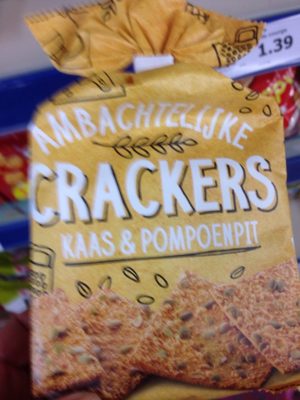 1.39
AMBACHTELIJKE
CRACKERS
KAAS & POMPOENPIT